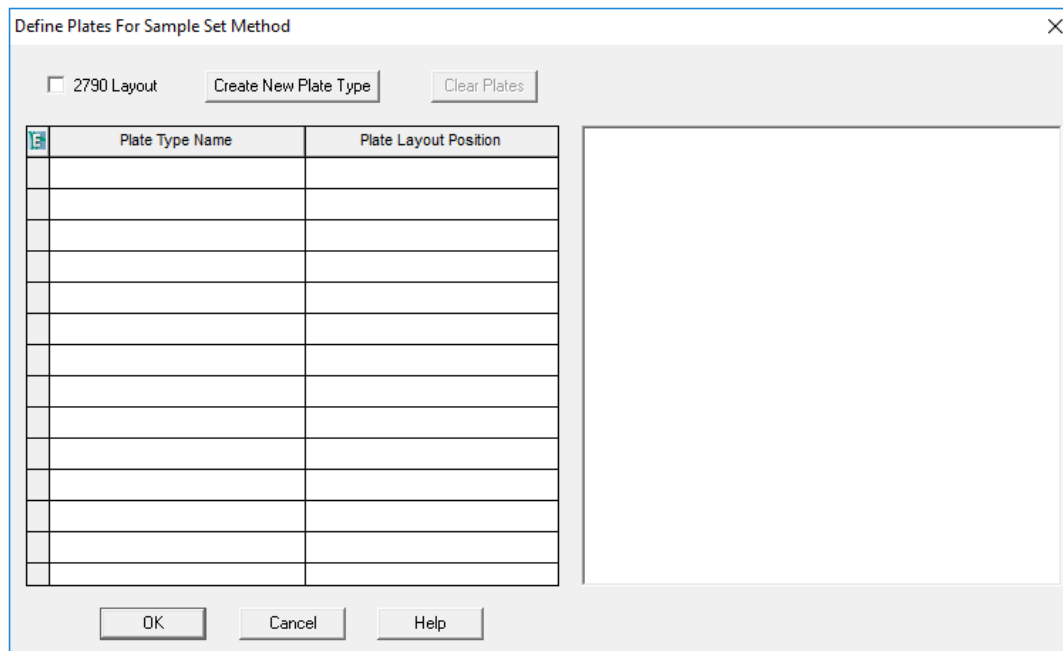 Define Plates For Sample Set Method
2790 Layout
Create New Plate Type
Clear Plates
Plate Type Name
Plate Layout Position
OK
Cancel
Help